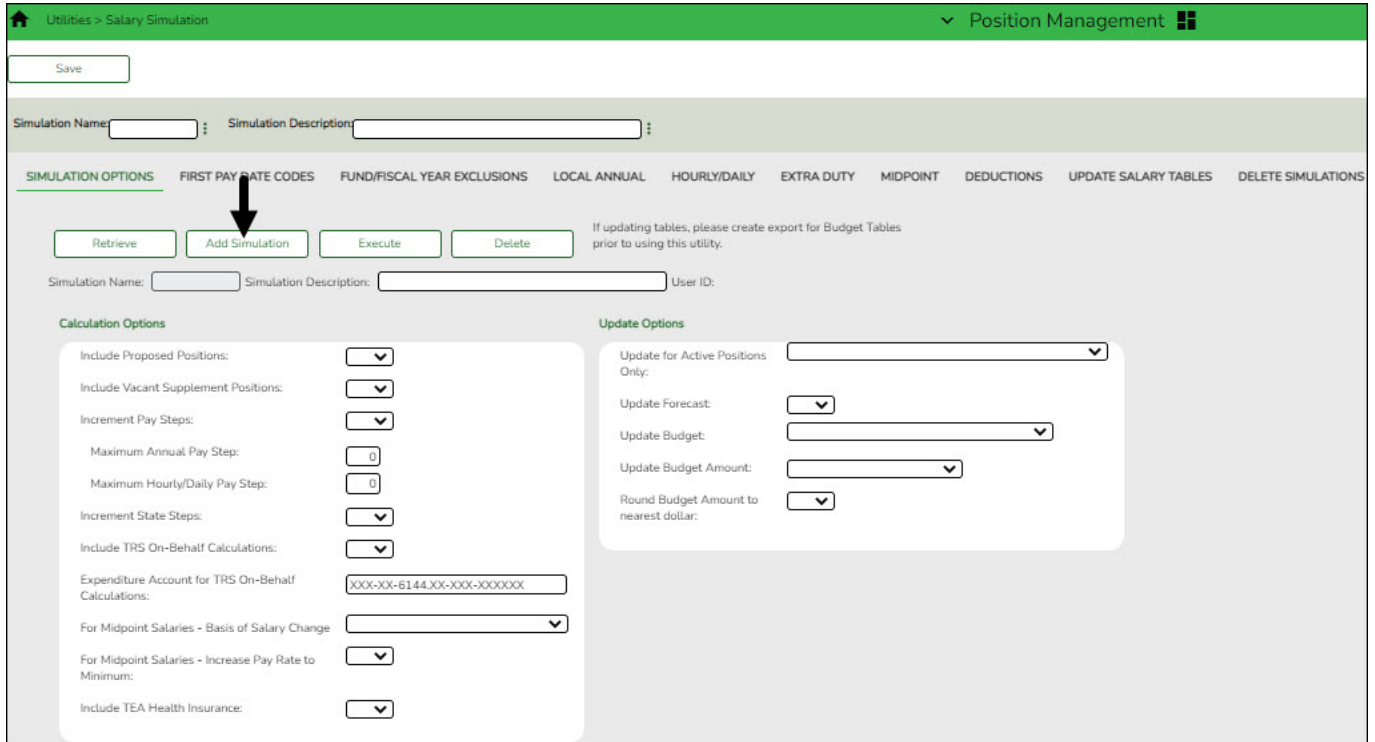 Utilities > Salary Simulation
Position Management
Save
Simulation Name:
Simulation Description:
SIMULATION OPTIONS FIRST PAY RATE CODES FUND/FISCAL YEAR EXCLUSIONS LOCAL ANNUAL HOURLY/DAILY EXTRA DUTY MIDPOINT DEDUCTIONS UPDATE SALARY TABLES DELETE SIMULATIONS
Retrieve Add Simulation Execute Delete
If updating tables, please create export for Budget Tables
prior to using this utility.
Simulation Name: Simulation Description: User ID:
Calculation Options
Include Proposed Positions:
Include Vacant Supplement Positions:
Increment Pay Steps:
Maximum Annual Pay Step: 0
Maximum Hourly/Daily Pay Step: 0
Increment State Steps:
Include TRS On-Behalf Calculations:
Expenditure Account for TRS On-Behalf
Calculations:
XXX-XX-6144.XX-XXX-XXXXXX
For Midpoint Salaries - Basis of Salary Change
For Midpoint Salaries - Increase Pay Rate to
Minimum:
Include TEA Health Insurance:
Update Options
Update for Active Positions
Only:
Update Forecast:
Update Budget:
Update Budget Amount:
Round Budget Amount to
nearest dollar: